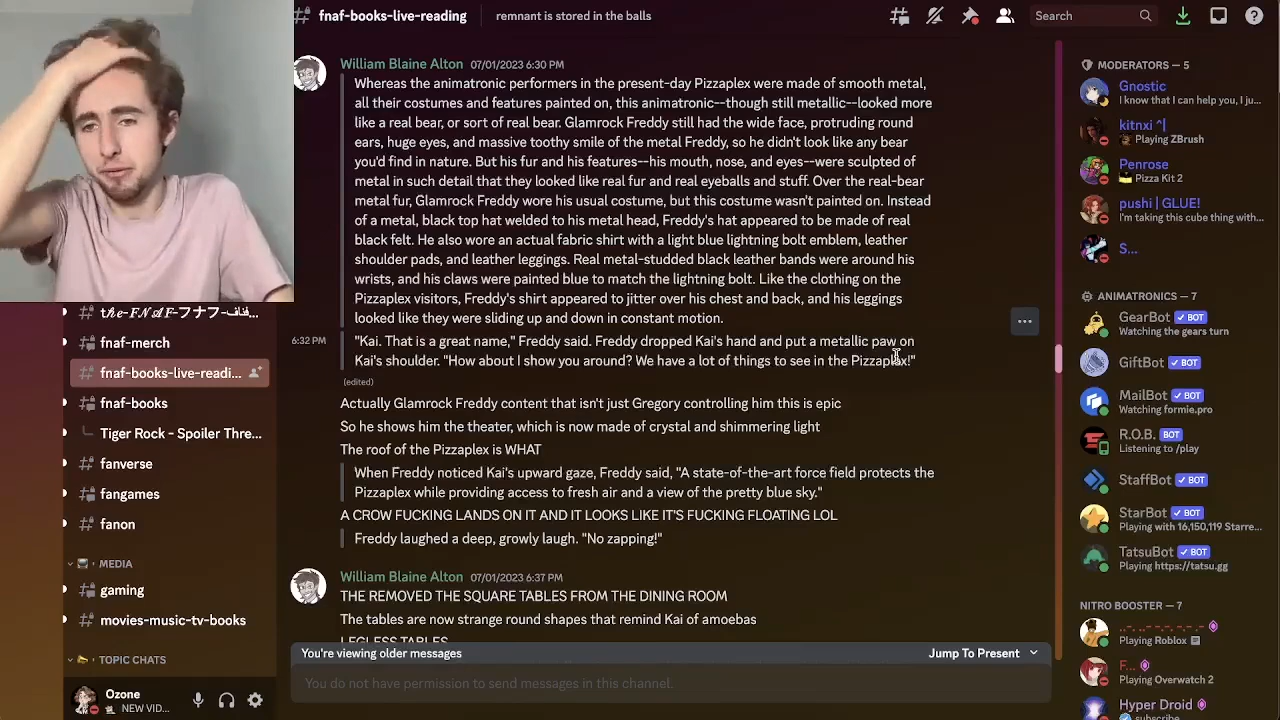 fnaf-books-live-reading
remnant is stored in the balls
Search
William Blaine Alton 07/01/2023 6:30 PM
Whereas the animatronic performers in the present-day Pizzaplex were made of smooth metal,
all their costumes and features painted on, this animatronic--though still metallic--looked more
like a real bear, or sort of real bear. Glamrock Freddy still had the wide face, protruding round
ears, huge eyes, and massive toothy smile of the metal Freddy, so he didn't look like any bear
you'd find in nature. But his fur and his features--his mouth, nose, and eyes--were sculpted of
metal in such detail that they looked like real fur and real eyeballs and stuff. Over the real-bear
metal fur, Glamrock Freddy wore his usual costume, but this costume wasn't painted on. Instead
of a metal, black top hat welded to his metal head, Freddy's hat appeared to be made of real
black felt. He also wore an actual fabric shirt with a light blue lightning bolt emblem, leather
shoulder pads, and leather leggings. Real metal-studded black leather bands were around his
wrists, and his claws were painted blue to match the lightning bolt. Like the clothing on the
Pizzaplex visitors, Freddy's shirt appeared to jitter over his chest and back, and his leggings
looked like they were sliding up and down in constant motion.
6:32 PM
"Kai. That is a great name," Freddy said. Freddy dropped Kai's hand and put a metallic paw on
Kai's shoulder. "How about I show you around? We have a lot of things to see in the Pizzaplex!"
(edited)
Actually Glamrock Freddy content that isn't just Gregory controlling him this is epic
So he shows him the theater, which is now made of crystal and shimmering light
The roof of the Pizzaplex is WHAT
When Freddy noticed Kai's upward gaze, Freddy said, "A state-of-the-art force field protects the
Pizzaplex while providing access to fresh air and a view of the pretty blue sky."
A CROW FUCKING LANDS ON IT AND IT LOOKS LIKE IT'S FUCKING FLOATING LOL
Freddy laughed a deep, growly laugh. "No zapping!"
William Blaine Alton 07/01/2023 6:37 PM
THE REMOVED THE SQUARE TABLES FROM THE DINING ROOM
The tables are now strange round shapes that remind Kai of amoebas
LEGLESS TABLES
You're viewing older messages
Jump To Present
You do not have permission to send messages in this channel.
fnaf-merch
fnaf-books-live-readi...
fnaf-books
Tiger Rock - Spoiler Thre...
fanverse
fangames
fanon
MEDIA
gaming
movies-music-tv-books
TOPIC CHATS
Ozone
NEW VID...
MODERATORS — 5
Gnostic
I know that I can help you, I ju...
kitnxi ^[
Playing ZBrush
Penrose
Pizza Kit 2
pushi | GLUE!
I'm taking this cube thing with...
S...
ANIMATRONICS — 7
GearBot ✓ BOT
Watching the gears turn
GiftBot ✓ BOT
MailBot ✓ BOT
Watching formie.pro
R.O.B. BOT
Listening to /play
StaffBot ✓ BOT
StarBot ✓ BOT
Playing with 16,150,119 Starre...
TatsuBot ✓ BOT
Playing https://tatsu.gg
NITRO BOOSTER — 7
Playing Roblox
F...
Playing Overwatch 2
Hyper Droid
subscribe